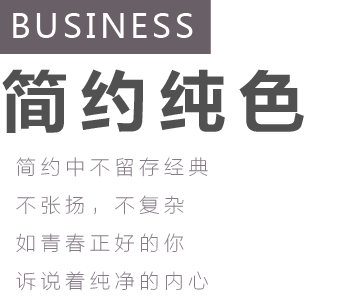 BUSINESS
简约纯色
简约中不留存经典
不张扬，不复杂
如青春正好的你
诉说着纯净的内心